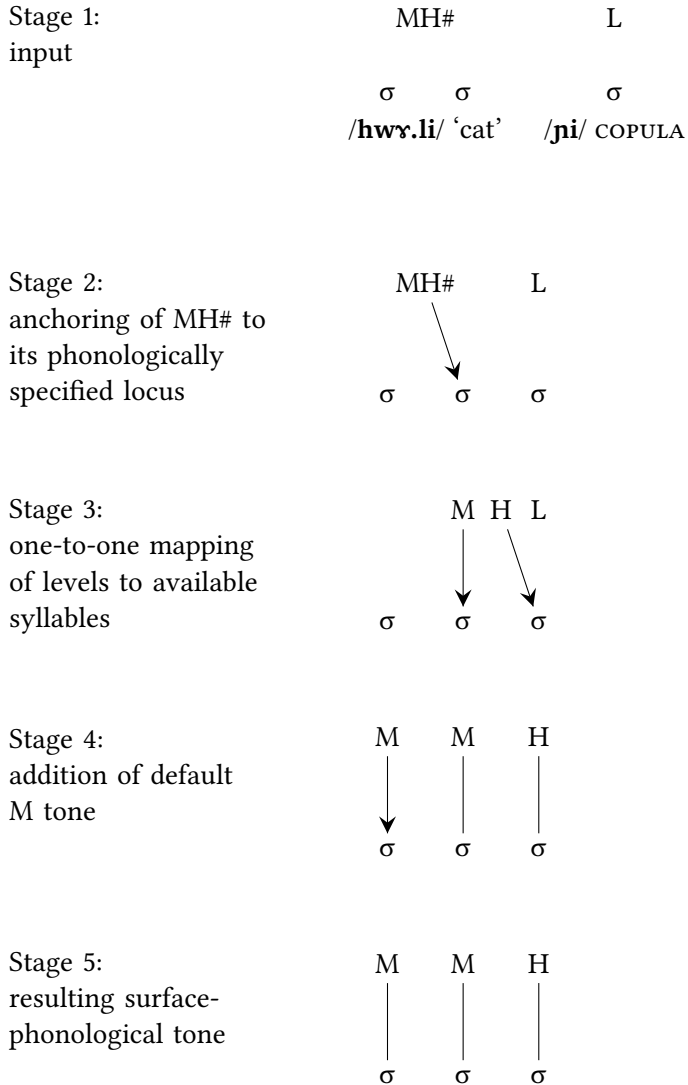 Stage 1: MH# L
input
σ σ σ
/hwɤ.li/ ‘cat’ /ɲi/ COPULA
Stage 2: MH# L
anchoring of MH# to
its phonologically
specified locus σ σ σ
Stage 3: M H L
one-to-one mapping
of levels to available
syllables σ σ σ
Stage 4: M M H
addition of default
M tone
σ σ σ
Stage 5: M M H
resulting surface-
phonological tone
σ σ σ